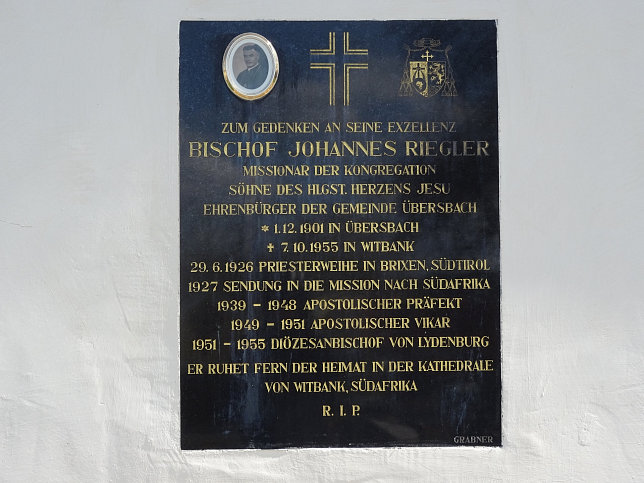 ZUM GEDENKEN AN SEINE EXZELLENZ
BISCHOF JOHANNES RIEGLER
MISSIONAR DER KONGREGATION
SÖHNE DES HLGST. HERZENS JESU
EHRENBÜRGER DER GEMEINDE ÜBERSBACH
* 1.12.1901 IN ÜBERSBACH
✝ 7.10.1955 IN WITBANK
29.6.1926 PRIESTERWEIHE IN BRIXEN, SÜDTIROL
1927 SENDUNG IN DIE MISSION NACH SÜDAFRIKA
1939 – 1948 APOSTOLISCHER PRÄFEKT
1949 – 1951 APOSTOLISCHER VIKAR
1951 – 1955 DIÖZESANBISCHOF VON LYDENBURG
ER RUHET FERN DER HEIMAT IN DER KATHEDRALE
VON WITBANK, SÜDAFRIKA
R. I. P.
GRABNER